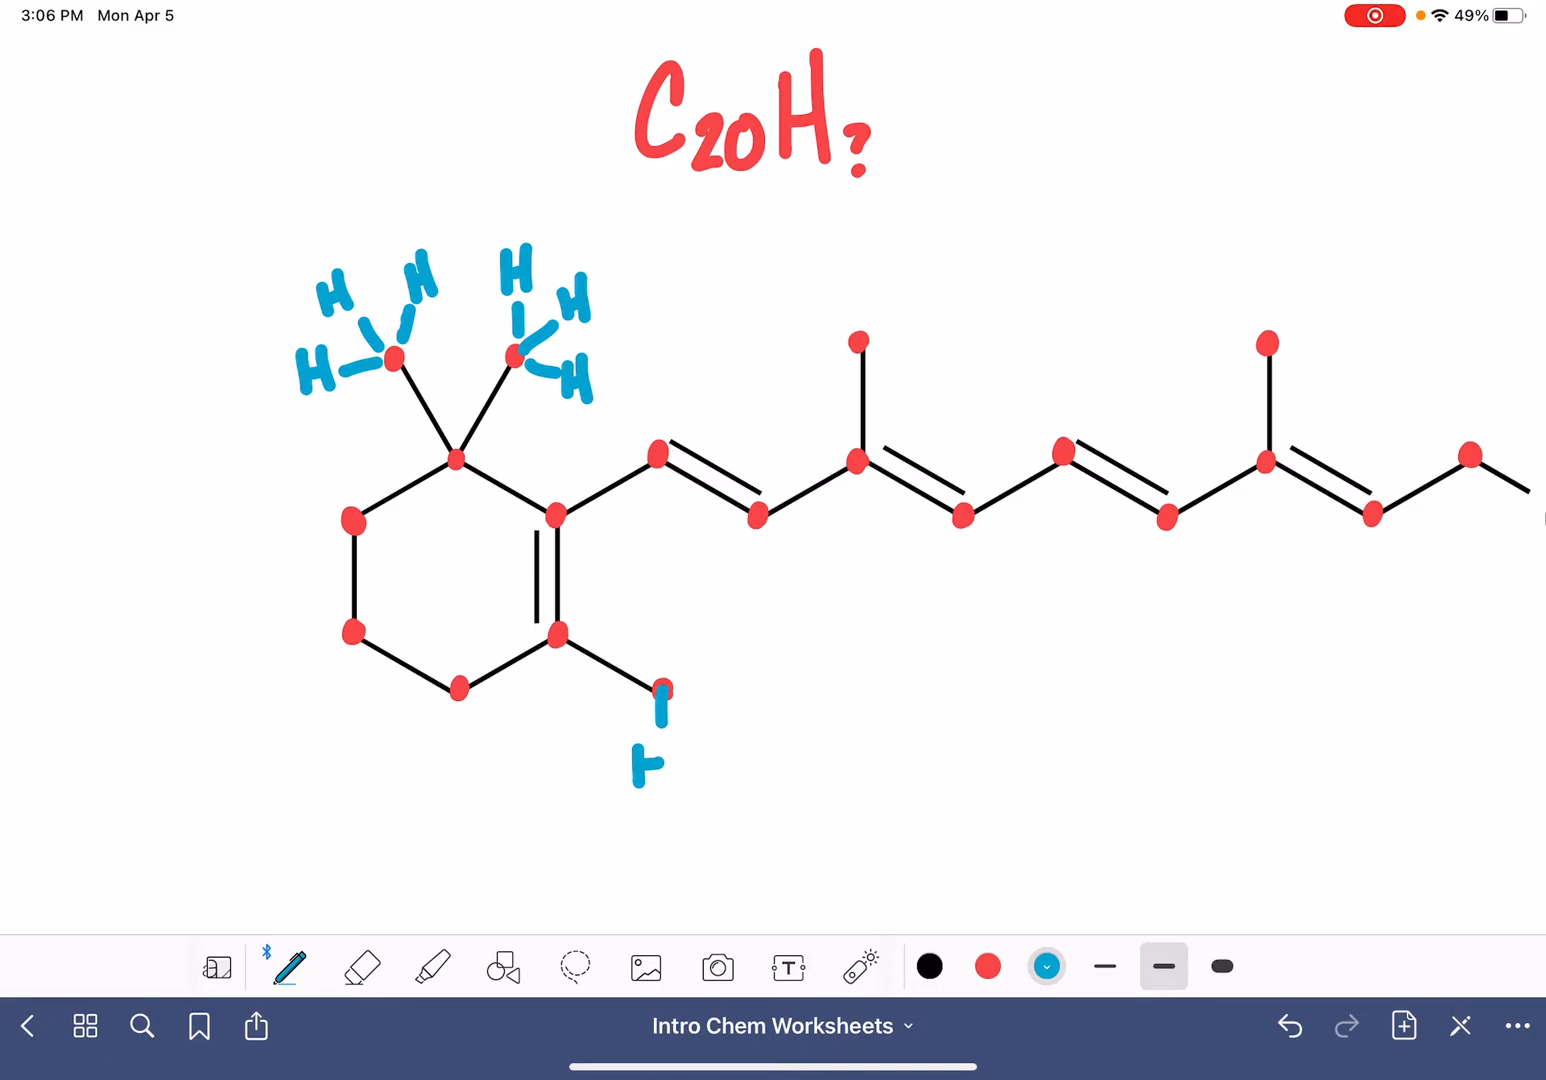 3:06 PM Mon Apr 5
49%
C20H?
H H H H
H H
Intro Chem Worksheets